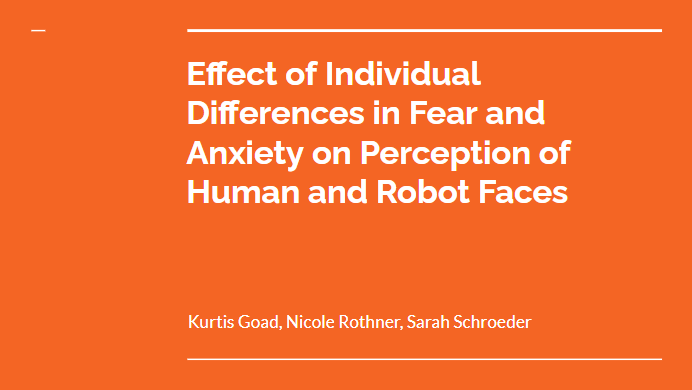 Effect of Individual
Differences in Fear and
Anxiety on Perception of
Human and Robot Faces
Kurtis Goad, Nicole Rothner, Sarah Schroeder